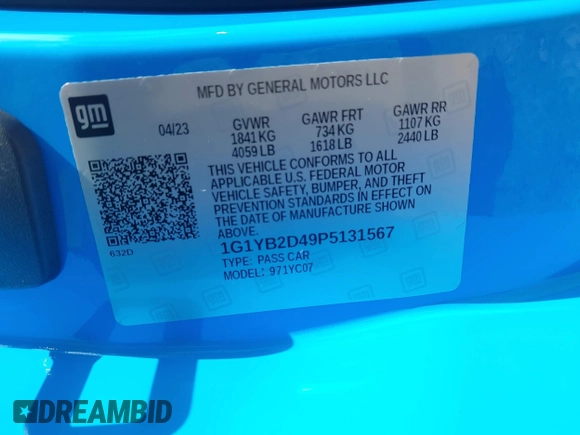 MFD BY GENERAL MOTORS LLC
gm
04/23 GVWR GAWR FRT GAWR RR
1841 KG 734 KG 1107 KG
4059 LB 1618 LB 2440 LB
THIS VEHICLE CONFORMS TO ALL
APPLICABLE U.S. FEDERAL MOTOR
VEHICLE SAFETY, BUMPER, AND THEFT
PREVENTION STANDARDS IN EFFECT ON
THE DATE OF MANUFACTURE SHOWN
ABOVE.
632D
1G1YB2D49P5131567
TYPE: PASS CAR
MODEL: 971YC07
DREAMBID